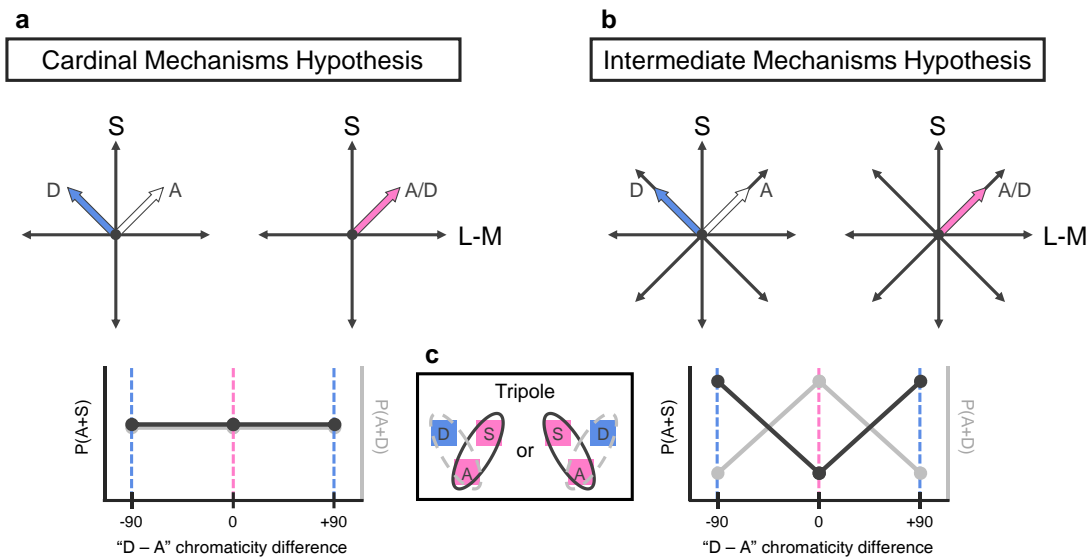 a
Cardinal Mechanisms Hypothesis
S
S
D
A
A/D
L-M
P(A+S)
P(A+D)
-90
0
+90
“D – A” chromaticity difference
b
Intermediate Mechanisms Hypothesis
S
S
D
A
A/D
L-M
c
Tripole
D
S
A
or
S
D
A
P(A+S)
P(A+D)
-90
0
+90
“D – A” chromaticity difference